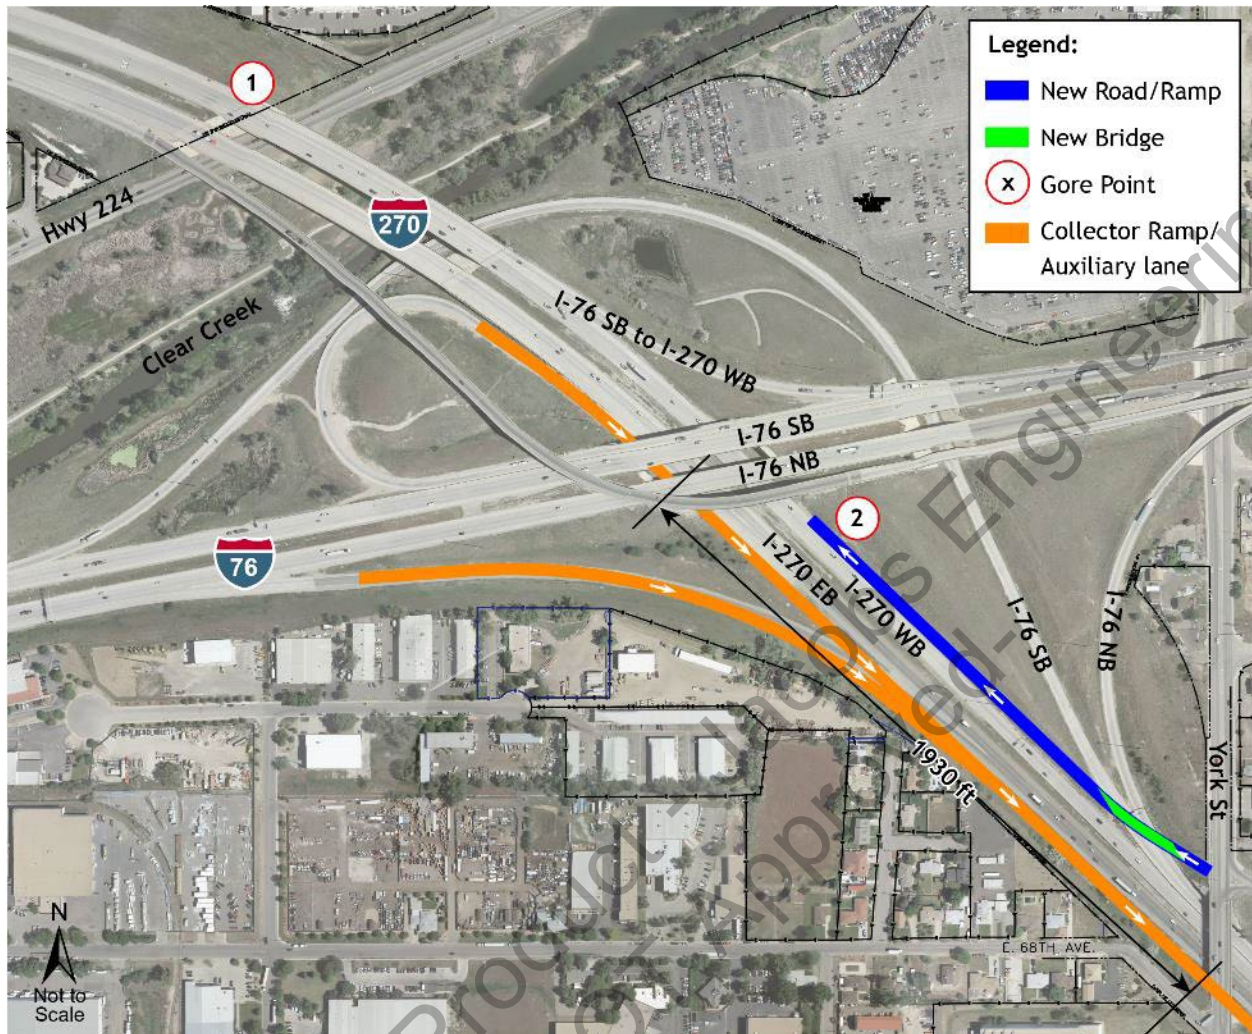 Legend:
New Road/Ramp
New Bridge
x
Gore Point
Collector Ramp/
Auxiliary lane
1
Hwy 224
270
Clear Creek
I-76 SB to I-270 WB
I-76 SB
I-76 NB
2
76
I-270 EB
I-270 WB
I-76 SB
I-76 NB
York St
1930 ft
E. 68TH AVE.
N
Not to
Scale